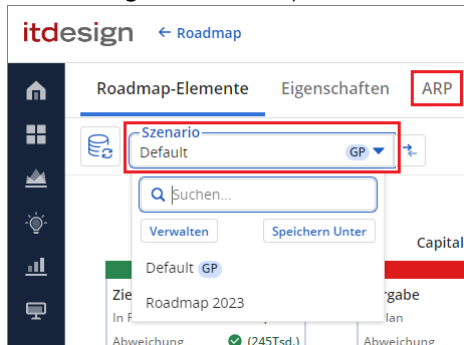 itdesign ← Roadmap
Roadmap-Elemente Eigenschaften ARP
Szenario
Default GP
Suchen...
Verwalten Speichern Unter
Capital
Default GP
Roadmap 2023
Zie
rgabe
In F
lan
Abweichung (245Tsd.) Abweichung